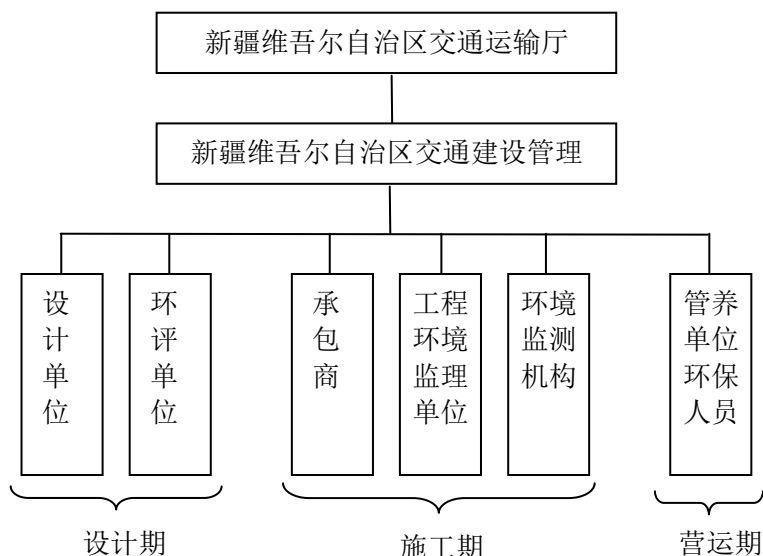 新疆维吾尔自治区交通运输厅
新疆维吾尔自治区交通建设管理
设计单位
环评单位
承包商
工程
环境
监理
单位
环境
监测
机构
管养
单位
环保
人员
设计期
施工期
营运期